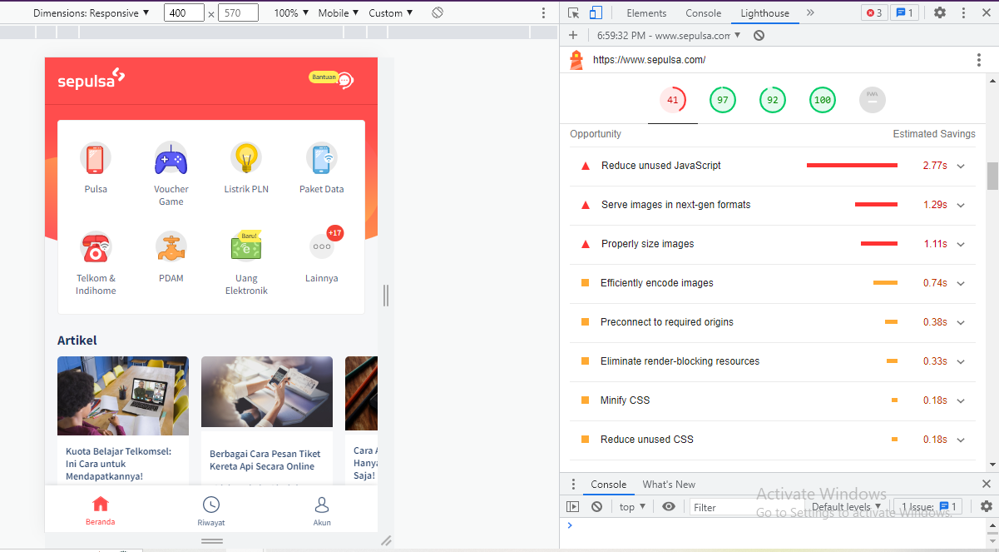 Dimensions: Responsive ▼ 400 × 570 100% ▼ Mobile ▼ Custom ▼
Elements Console Lighthouse » 3 1
6:59:32 PM - www.sepulsa.com ▼
https://www.sepulsa.com/
41 97 92 100 PWA
Opportunity Estimated Savings
Reduce unused JavaScript 2.77s
Serve images in next-gen formats 1.29s
Properly size images 1.11s
Efficiently encode images 0.74s
Preconnect to required origins 0.38s
Eliminate render-blocking resources 0.33s
Minify CSS 0.18s
Reduce unused CSS 0.18s
sepulsa
Bantuan
Pulsa
Voucher
Game
Listrik PLN
Paket Data
Telkom &
Indihome
PDAM
Baru!
Uang
Elektronik
+17
Lainnya
Artikel
Kuota Belajar Telkomsel:
Ini Cara untuk
Mendapatkannya!
Berbagai Cara Pesan Tiket
Kereta Api Secara Online
Cara A
Hanya
Saja!
Beranda
Riwayat
Akun
Console What's New
top ▼ Filter Default levels ▼ 1 Issue: 1
Activate Windows
Go to Settings to activate Windows.